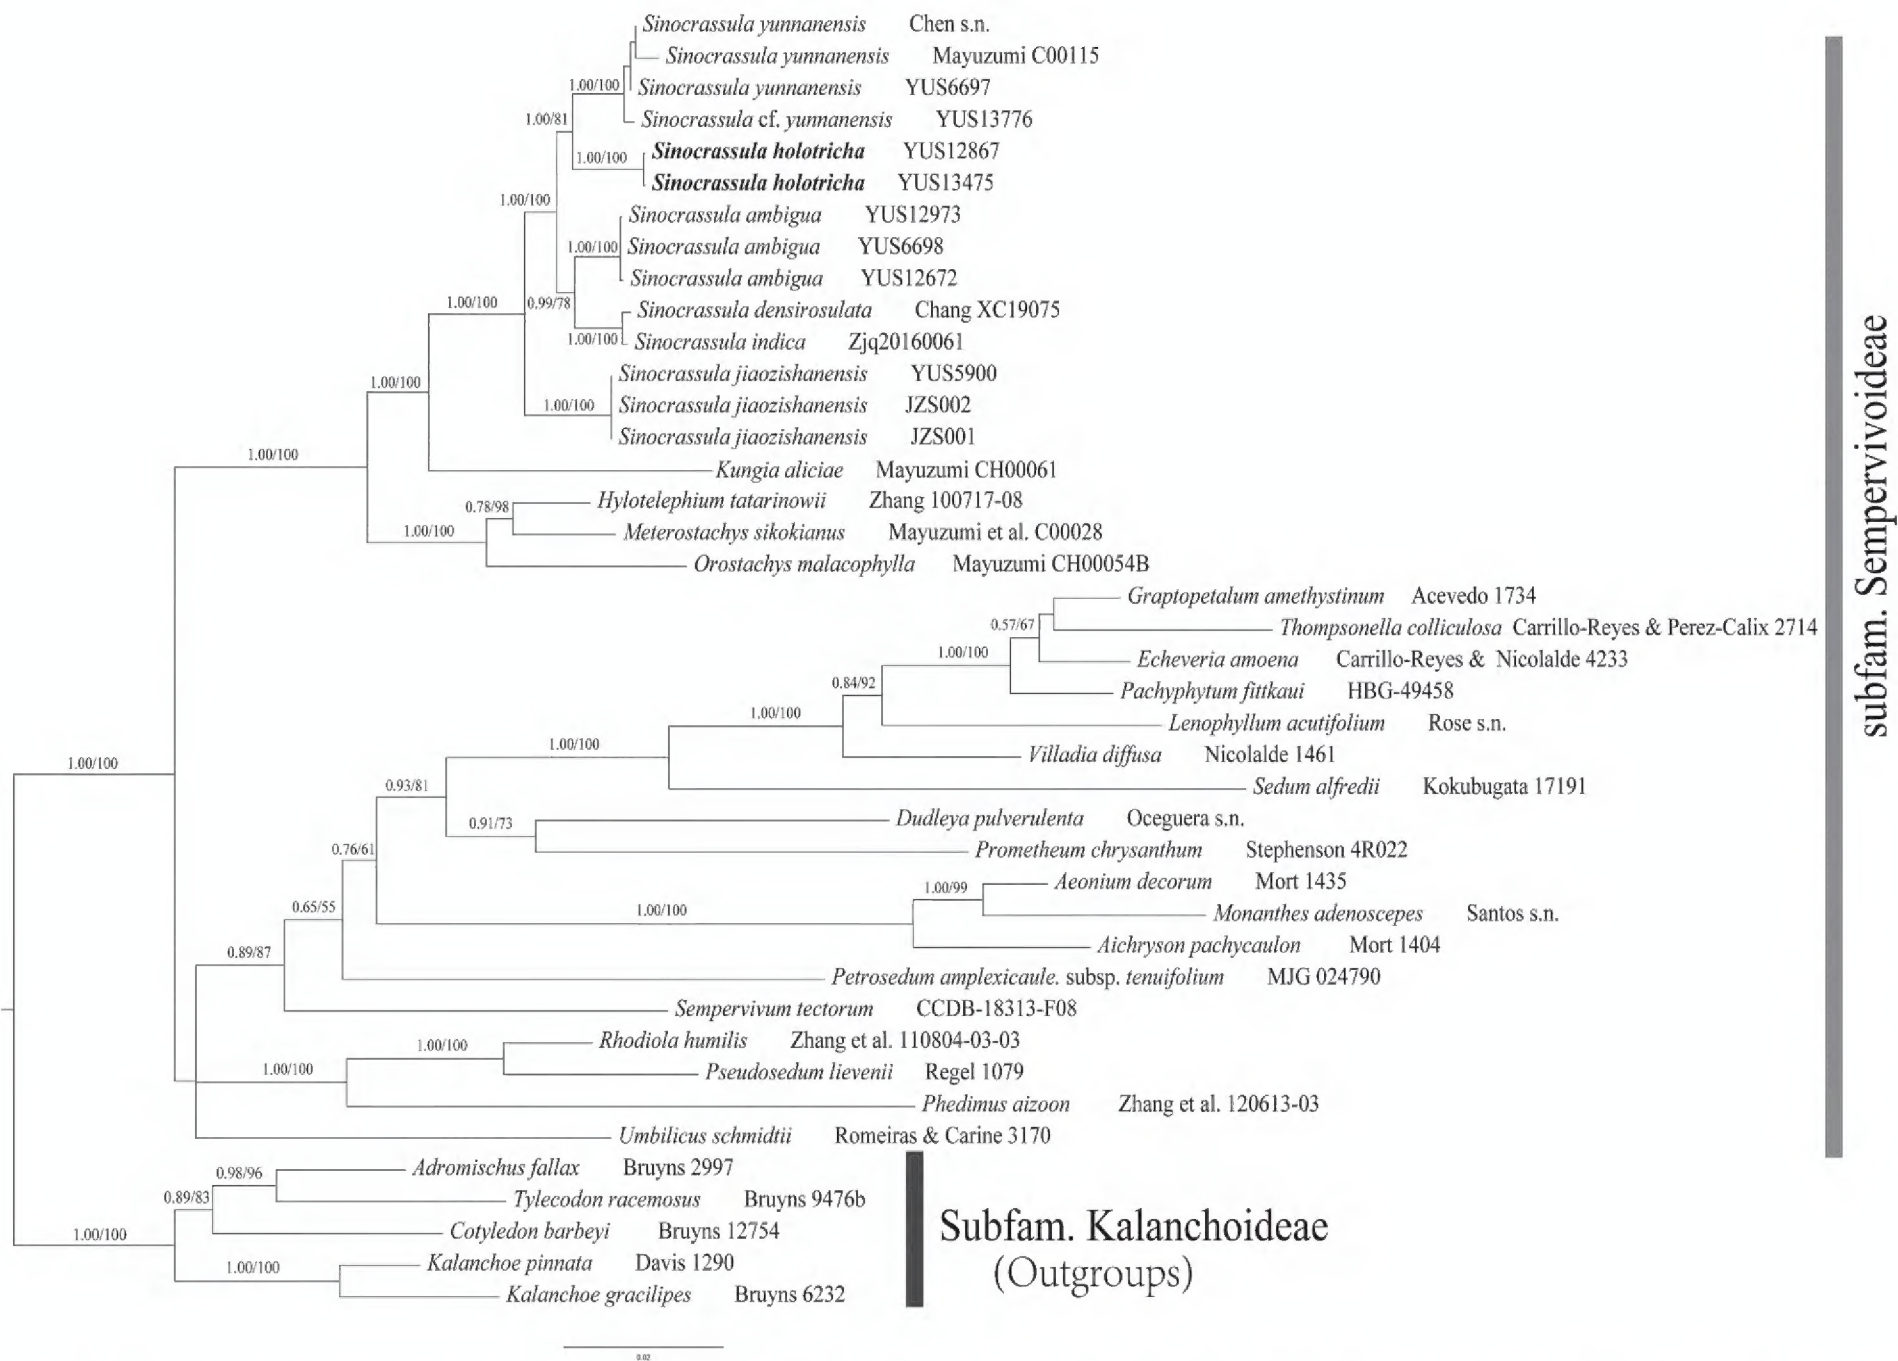 Sinocrassula yunnanensis Chen s.n.
Sinocrassula yunnanensis Mayuzumi C00115
1.00/100
Sinocrassula yunnanensis YUS6697
1.00/81
Sinocrassula cf. yunnanensis YUS13776
1.00/100
Sinocrassula holotricha YUS12867
Sinocrassula holotricha YUS13475
1.00/100
Sinocrassula ambigua YUS12973
1.00/100
Sinocrassula ambigua YUS6698
Sinocrassula ambigua YUS12672
1.00/100
0.99/78
Sinocrassula densirosulata Chang XC19075
1.00/100
Sinocrassula indica Zjq20160061
Sinocrassula jiaozishanensis YUS5900
1.00/100
1.00/100
Sinocrassula jiaozishanensis JZS002
Sinocrassula jiaozishanensis JZS001
1.00/100
Kungia aliciae Mayuzumi CH00061
0.78/98
Hylotelephium tatarinowii Zhang 100717-08
1.00/100
Meterostachys sikokianus Mayuzumi et al. C00028
Orostachys malacophylla Mayuzumi CH00054B
Graptopetalum amethystinum Acevedo 1734
0.57/67
Thompsonella colliculosa Carrillo-Reyes & Perez-Calix 2714
1.00/100
Echeveria amoena Carrillo-Reyes & Nicolalde 4233
0.84/92
Pachyphytum fittkaui HBG-49458
1.00/100
Lenophyllum acutifolium Rose s.n.
1.00/100
Villadia diffusa Nicolalde 1461
1.00/100
0.93/81
Sedum alfredii Kokubugata 17191
0.91/73
Dudleya pulverulenta Oceguera s.n.
0.76/61
Prometheum chrysanthum Stephenson 4R022
1.00/99
Aeonium decorum Mort 1435
0.65/55
1.00/100
Monanthes adenoscepes Santos s.n.
0.89/87
Aichryson pachycaulon Mort 1404
Petrosedum amplexicaule. subsp. tenuifolium MJG 024790
Sempervivum tectorum CCDB-18313-F08
1.00/100
Rhodiola humilis Zhang et al. 110804-03-03
1.00/100
Pseudosedum lievenii Regel 1079
Phedimus aizoon Zhang et al. 120613-03
Umbilicus schmidtii Romeiras & Carine 3170
subfam. Sempervivoideae
0.98/96
Adromischus fallax Bruyns 2997
0.89/83
Tylecodon racemosus Bruyns 9476b
1.00/100
Cotyledon barbeyi Bruyns 12754
1.00/100
Kalanchoe pinnata Davis 1290
Kalanchoe gracilipes Bruyns 6232
Subfam. Kalanchoideae
(Outgroups)
0.02